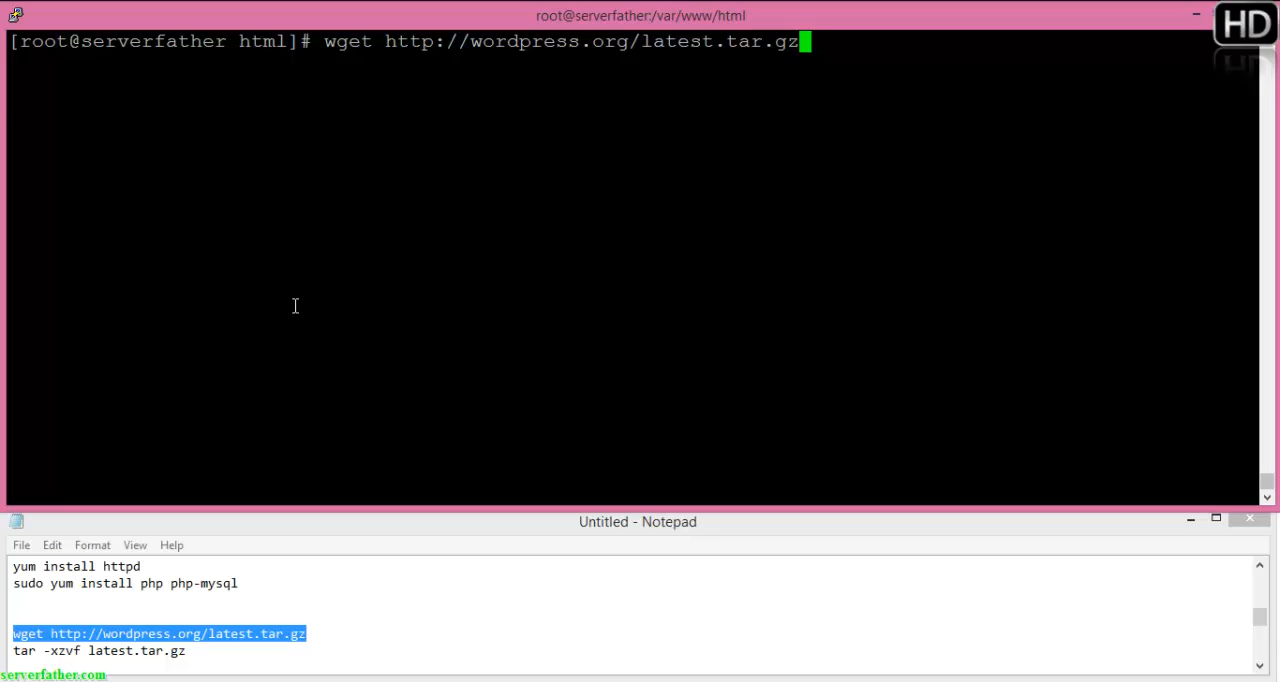 root@serverfather:/var/www/html
HD
[root@serverfather html]# wget http://wordpress.org/latest.tar.gz
Untitled - Notepad
File Edit Format View Help
yum install httpd
sudo yum install php php-mysql
wget http://wordpress.org/latest.tar.gz
tar -xzvf latest.tar.gz
serverfather.com